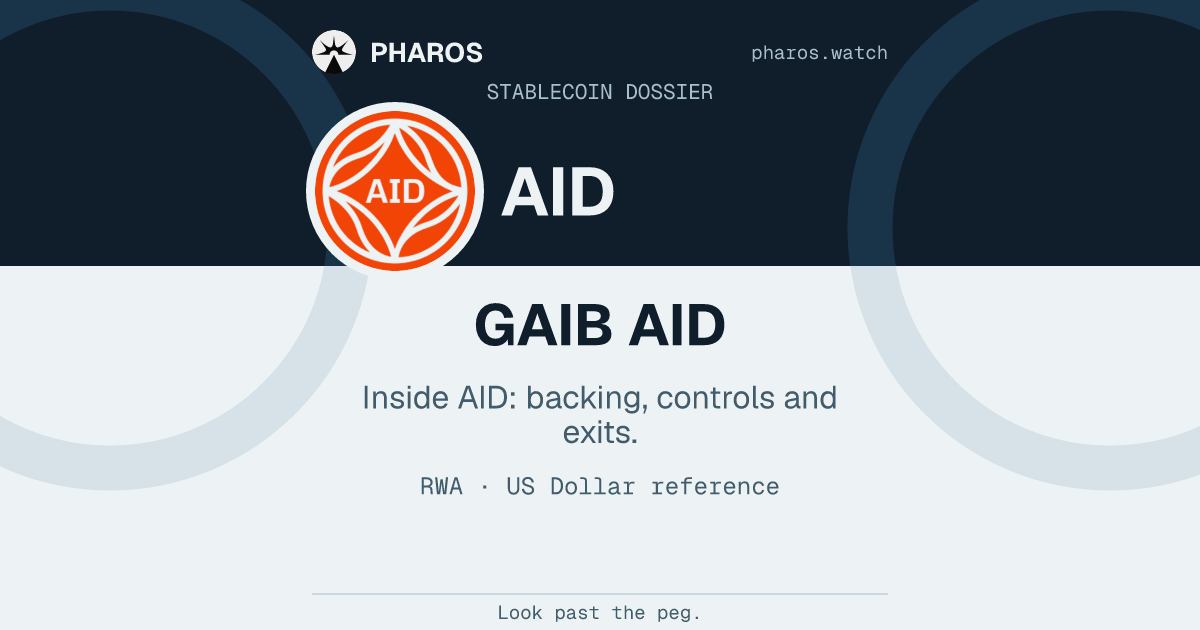 PHAROS
pharos.watch
STABLECOIN DOSSIER
AID
AID
GAIB AID
Inside AID: backing, controls and
exits.
RWA · US Dollar reference
Look past the peg.